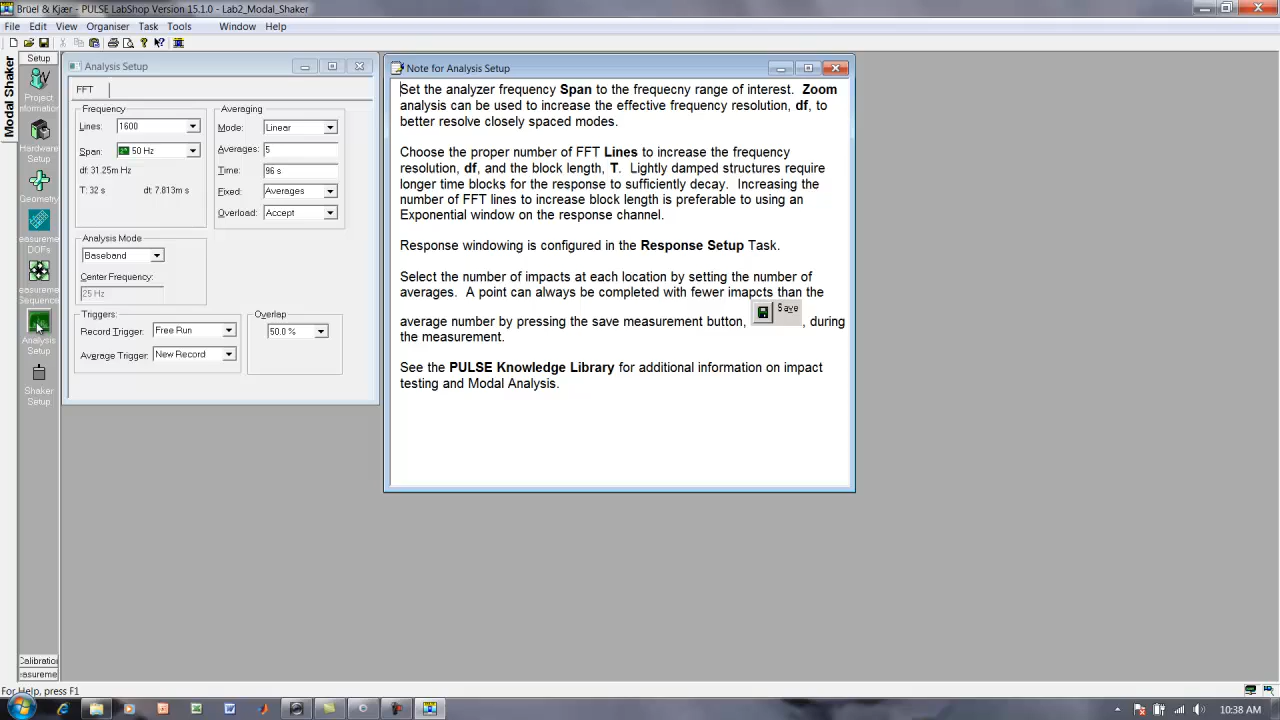 Brüel & Kjær - PULSE LabShop Version 15.1.0 - Lab2_Modal_Shaker
File Edit View Organiser Task Tools Window Help
Modal Shaker
Setup
Project
Hardware
Setup
Geometry
DOFs
Sequence
Analysis
Setup
Shaker
Setup
Analysis Setup
FFT
Frequency
Lines: 1600
Span: 50 Hz
df: 31.25m Hz
T: 32 s dt: 7.813m s
Averaging
Mode: Linear
Averages: 5
Time: 96 s
Fixed: Averages
Overload: Accept
Analysis Mode
Baseband
Center Frequency:
25 Hz
Triggers:
Record Trigger: Free Run
Average Trigger: New Record
Overlap
50.0 %
Note for Analysis Setup
Set the analyzer frequency Span to the frequecny range of interest. Zoom
analysis can be used to increase the effective frequency resolution, df, to
better resolve closely spaced modes.
Choose the proper number of FFT Lines to increase the frequency
resolution, df, and the block length, T. Lightly damped structures require
longer time blocks for the response to sufficiently decay. Increasing the
number of FFT lines to increase block length is preferable to using an
Exponential window on the response channel.
Response windowing is configured in the Response Setup Task.
Select the number of impacts at each location by setting the number of
averages. A point can always be completed with fewer imapcts than the
average number by pressing the save measurement button, Save , during
the measurement.
See the PULSE Knowledge Library for additional information on impact
testing and Modal Analysis.
Calibratio
easureme
For Help, press F1
10:38 AM